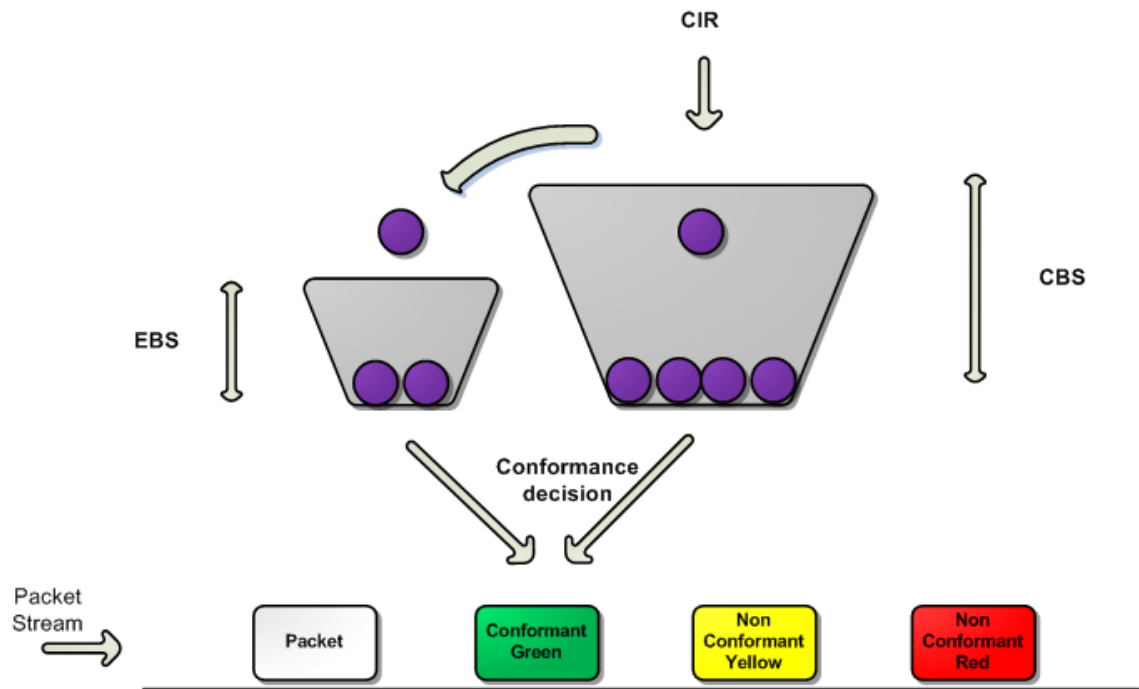 CIR
CBS
EBS
Conformance
decision
Packet
Stream
Packet
Conformant
Green
Non
Conformant
Yellow
Non
Conformant
Red